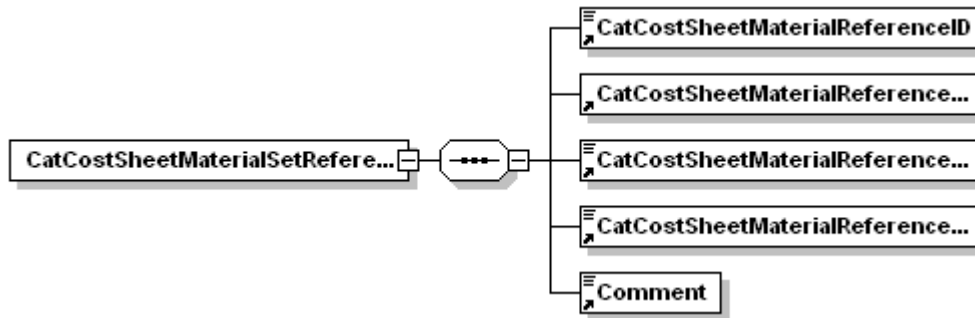 CatCostSheetMaterialReferenceID
CatCostSheetMaterialReference...
CatCostSheetMaterialSetRefere...
CatCostSheetMaterialReference...
CatCostSheetMaterialReference...
Comment